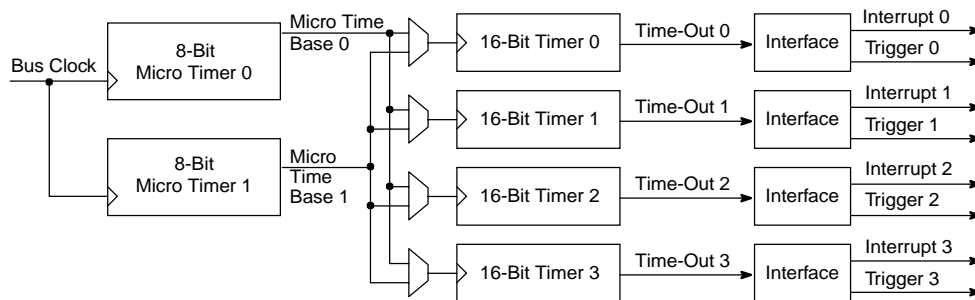 Bus Clock
8-Bit
Micro Timer 0
Micro Time
Base 0
16-Bit Timer 0
Time-Out 0
Interface
Interrupt 0
Trigger 0
16-Bit Timer 1
Time-Out 1
Interface
Interrupt 1
Trigger 1
8-Bit
Micro Timer 1
Micro
Time
Base 1
16-Bit Timer 2
Time-Out 2
Interface
Interrupt 2
Trigger 2
16-Bit Timer 3
Time-Out 3
Interface
Interrupt 3
Trigger 3